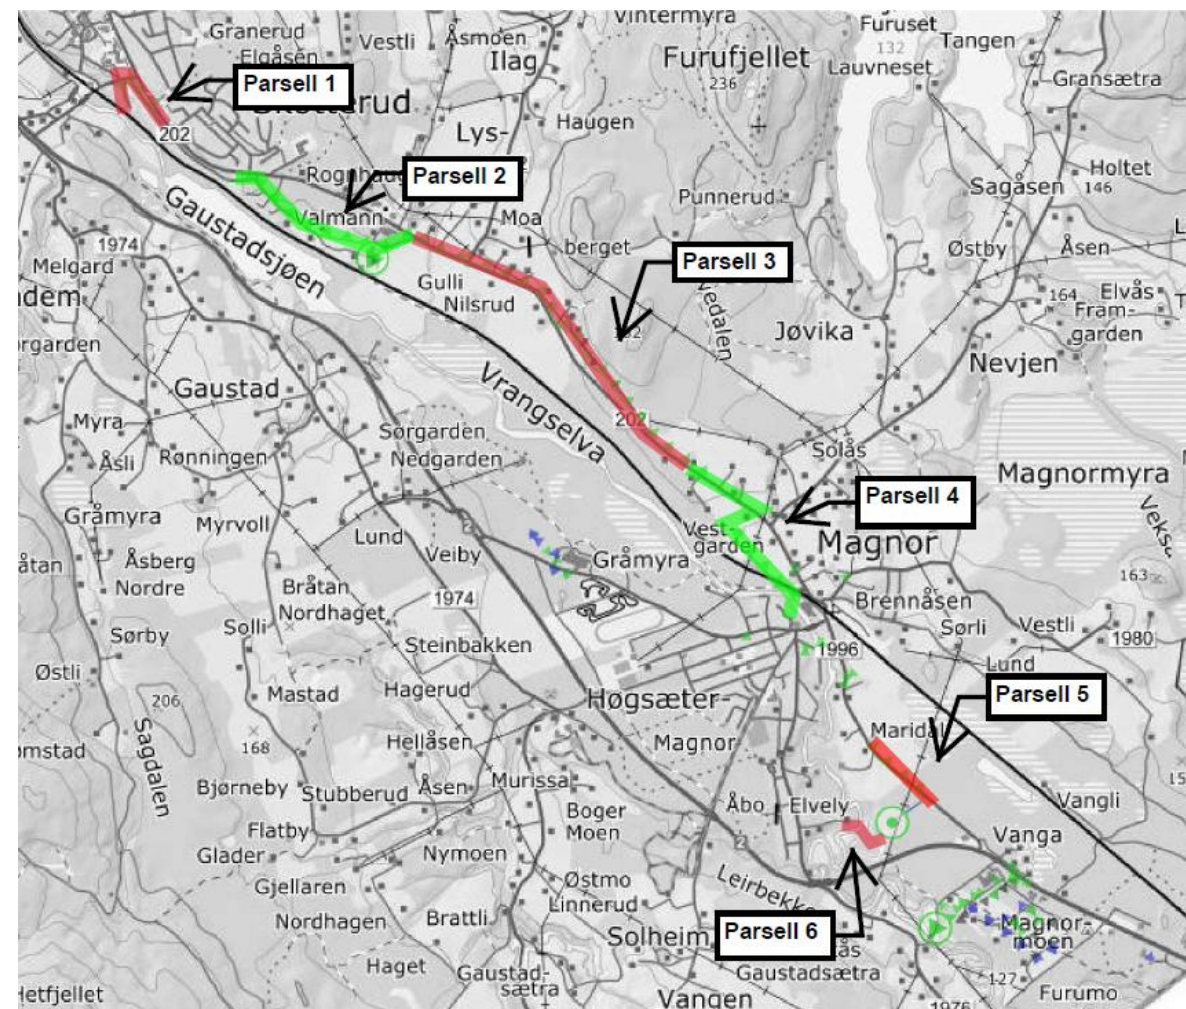 Granerud
Elgåsen
Vestli
Åsmoen
Ilag
Vintermyra
Furufjellet
236
Furuset
132
Lauvneset
Tangen
Gransætra
Parsell 1
202
Lys-
Haugen
Rognhaug
Parsell 2
Punnerud
Holtet
146
Sagåsen
Valmann
Moa
berget
Østby
Åsen
Gaustadsjøen
1974
Melgard
Gulli
Nilsrud
Parsell 3
Nedalen
164
Elvås
Fram-
garden
Jøvika
Nevjen
Gaustad
Vrangselva
Myra
Åsli
Rønningen
Sørgarden
Nedgarden
202
Solås
Magnormyra
Parsell 4
Gråmyra
Myrvoll
Lund
2
Veiby
Vest-
garden
Magnor
Åsberg
Nordre
Gråmyra
163
Bråtan
Nordhaget
1974
Brennåsen
Sørby
Solli
Steinbakken
Sørli
Vestli
1980
1996
Lund
Østli
206
Mastad
Hagerud
Høgsæter-
Parsell 5
Sagdalen
168
Hellåsen
Magnor
Maridal
Bjørneby
Stubberud
Åsen
Murissa
Boger
Moen
Åbo
Elvely
Vangli
Flatby
Glader
Nymoen
2
Vanga
Gjellaren
Østmo
Linnerud
Leirbekk
Nordhagen
Brattli
Solheim
Parsell 6
Magnor-
moen
Haget
Gaustad-
sætra
Gaustadsætra
127
Vangen
1976
Furumo